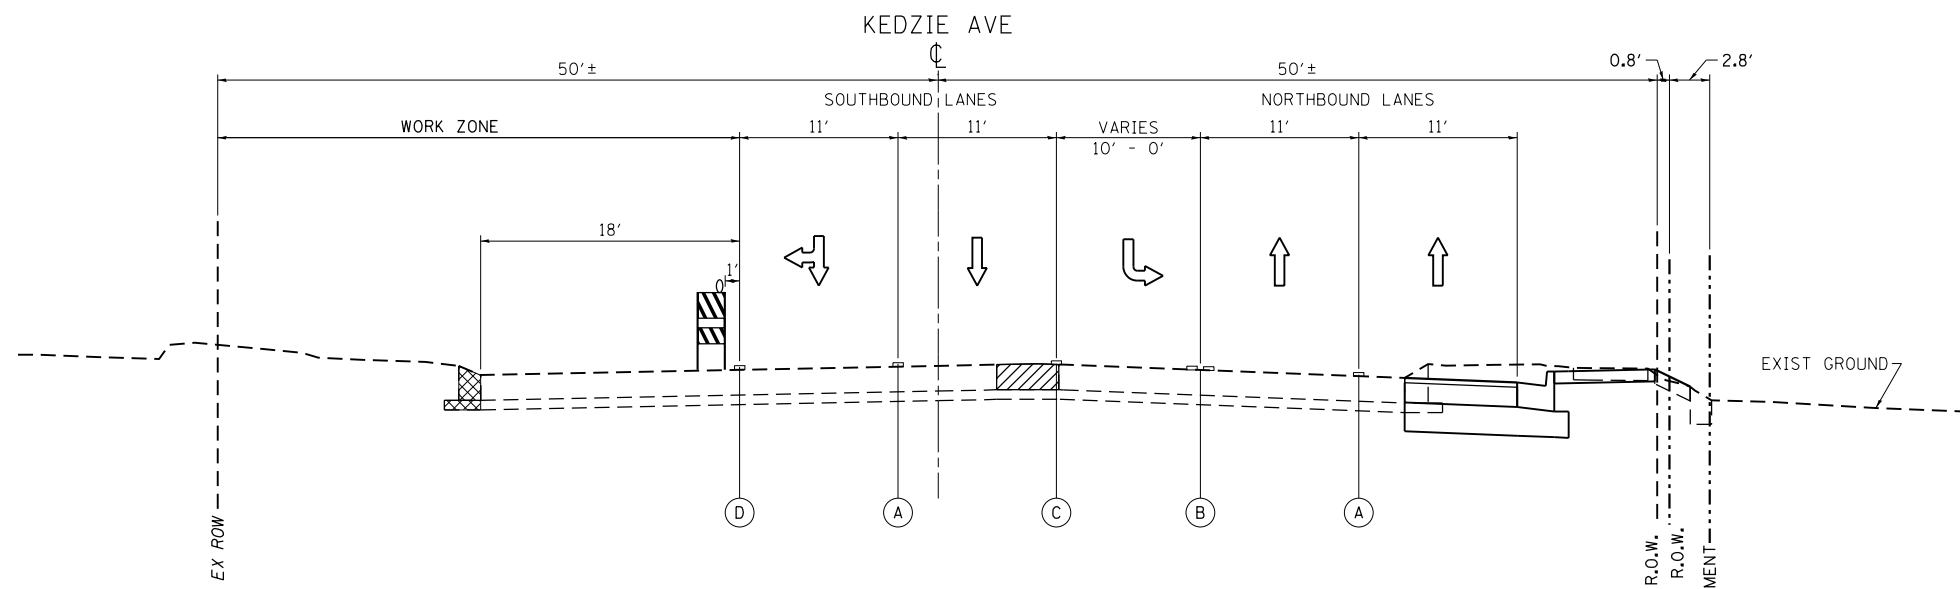 KEDZIE AVE
℄
50'± 50'± 0.8' 2.8'
SOUTHBOUND LANES NORTHBOUND LANES
WORK ZONE 11' 11' VARIES 11' 11'
10' - 0'
18'
1'
EXIST GROUND
D A C B A
EX ROW
R.O.W.
R.O.W.
MENT